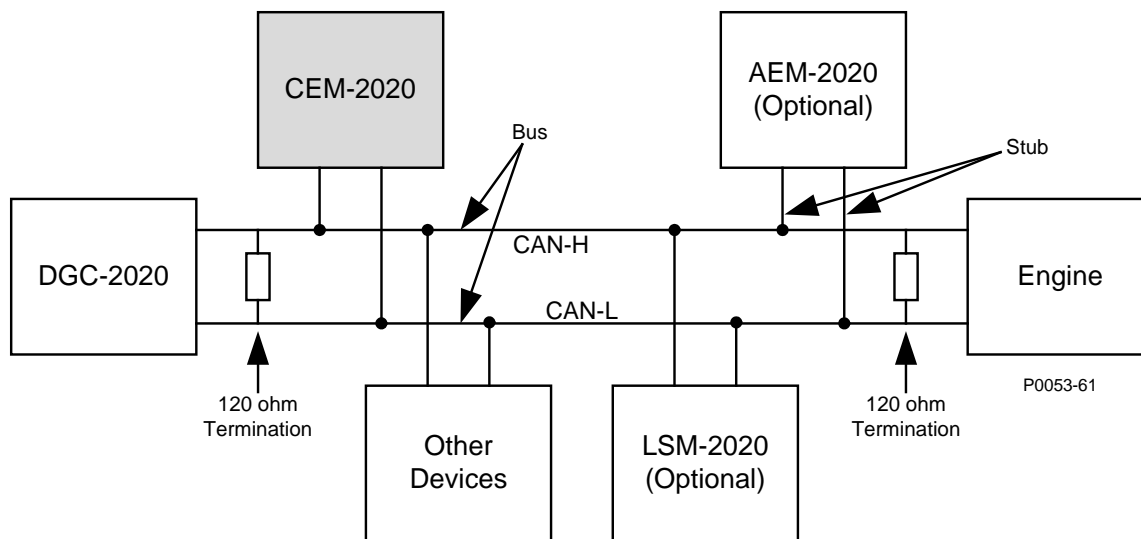 CEM-2020
AEM-2020
(Optional)
Bus
Stub
DGC-2020
CAN-H
Engine
CAN-L
P0053-61
120 ohm
Termination
Other
Devices
LSM-2020
(Optional)
120 ohm
Termination